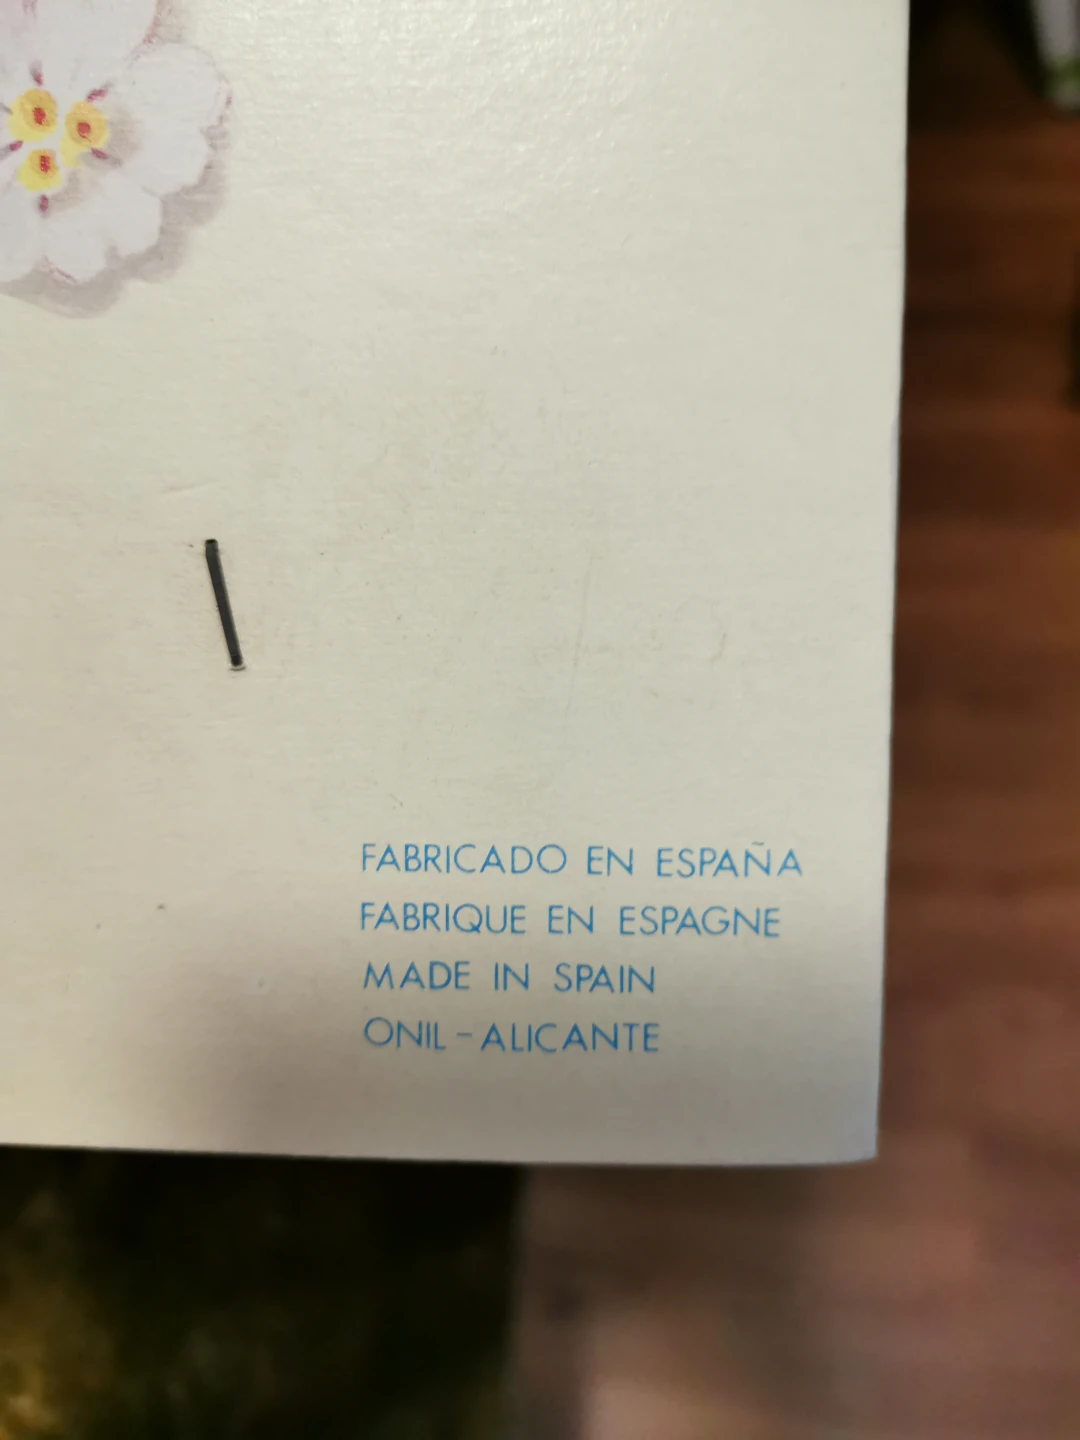 FABRICADO EN ESPAÑA
FABRIQUE EN ESPAGNE
MADE IN SPAIN
ONIL-ALICANTE